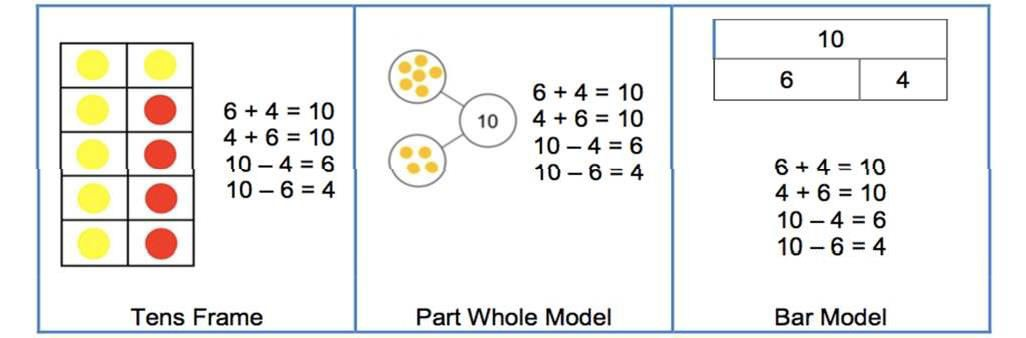 6 + 4 = 10
4 + 6 = 10
10 – 4 = 6
10 – 6 = 4
Tens Frame
10
6 + 4 = 10
4 + 6 = 10
10 – 4 = 6
10 – 6 = 4
Part Whole Model
10
6 4
6 + 4 = 10
4 + 6 = 10
10 – 4 = 6
10 – 6 = 4
Bar Model